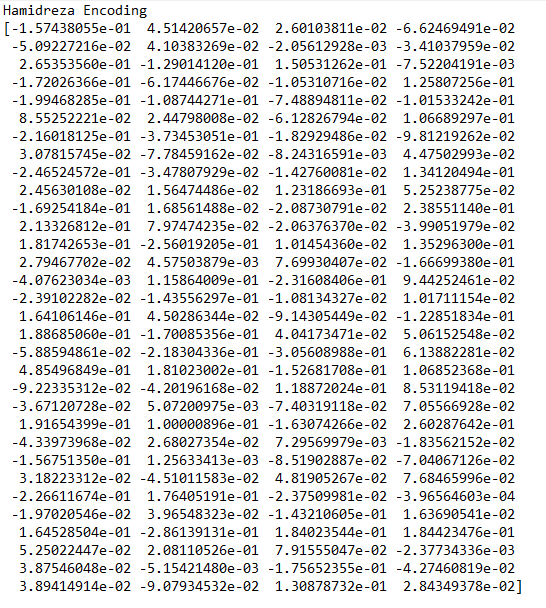 Hamidreza Encoding
[-1.57438055e-01 4.51420657e-02 2.60103811e-02 -6.62469491e-02
-5.09227216e-02 4.10383269e-02 -2.05612928e-03 -3.41037959e-02
2.65353560e-01 -1.29014120e-01 1.50531262e-01 -7.52204191e-03
-1.72026366e-01 -6.17446676e-02 -1.05310716e-02 1.25807256e-01
-1.99468285e-01 -1.08744271e-01 -7.48894811e-02 -1.01533242e-01
8.55252221e-02 2.44798008e-02 -6.12826794e-02 1.06689297e-01
-2.16018125e-01 -3.73453051e-01 -1.82929486e-02 -9.81219262e-02
3.07815745e-02 -7.78459162e-02 -8.24316591e-03 4.47502993e-02
-2.46524572e-01 -3.47807929e-02 -1.42760081e-01 1.34120494e-01
2.45630108e-02 1.56474486e-02 1.23186693e-01 5.25238775e-02
-1.69254184e-01 1.68561488e-02 -2.08730791e-02 2.38551140e-01
2.13326812e-01 7.97474235e-02 -2.06376370e-02 -3.99051979e-02
1.81742653e-01 -2.56019205e-01 1.01454360e-02 1.35296300e-01
2.79467702e-02 4.57503879e-03 7.69930407e-02 -1.66699380e-01
-4.07623034e-03 1.15864009e-01 -2.31608406e-01 9.44252461e-02
-2.39102282e-02 -1.43556297e-01 -1.08134327e-02 1.01711154e-02
1.64106146e-01 4.50286344e-02 -9.14305449e-02 -1.22851834e-01
1.88685060e-01 -1.70085356e-01 4.04173471e-02 5.06152548e-02
-5.88594861e-02 -2.18304336e-01 -3.05608988e-01 6.13882281e-02
4.85496849e-01 1.81023002e-01 -1.52681708e-01 1.06852368e-01
-9.22335312e-02 -4.20196168e-02 1.18872024e-01 8.53119418e-02
-3.67120728e-02 5.07200975e-03 -7.40319118e-02 7.05566928e-02
1.91654399e-01 1.00000896e-01 -1.63074266e-02 2.60287642e-01
-4.33973968e-02 2.68027354e-02 7.29569979e-03 -1.83562152e-02
-1.56751350e-01 1.25633413e-03 -8.51902887e-02 -7.04067126e-02
3.18223312e-02 -4.51011583e-02 4.81905267e-02 7.68465996e-02
-2.26611674e-01 1.76405191e-01 -2.37509981e-02 -3.96564603e-04
-1.97020546e-02 3.96548323e-02 -1.43210605e-01 1.63690541e-02
1.64528504e-01 -2.86139131e-01 1.84023544e-01 1.84423476e-01
5.25022447e-02 2.08110526e-01 7.91555047e-02 -2.37734336e-03
3.87546048e-02 -5.15421480e-03 -1.75652355e-01 -4.27460819e-02
3.89414914e-02 -9.07934532e-02 1.30878732e-01 2.84349378e-02]